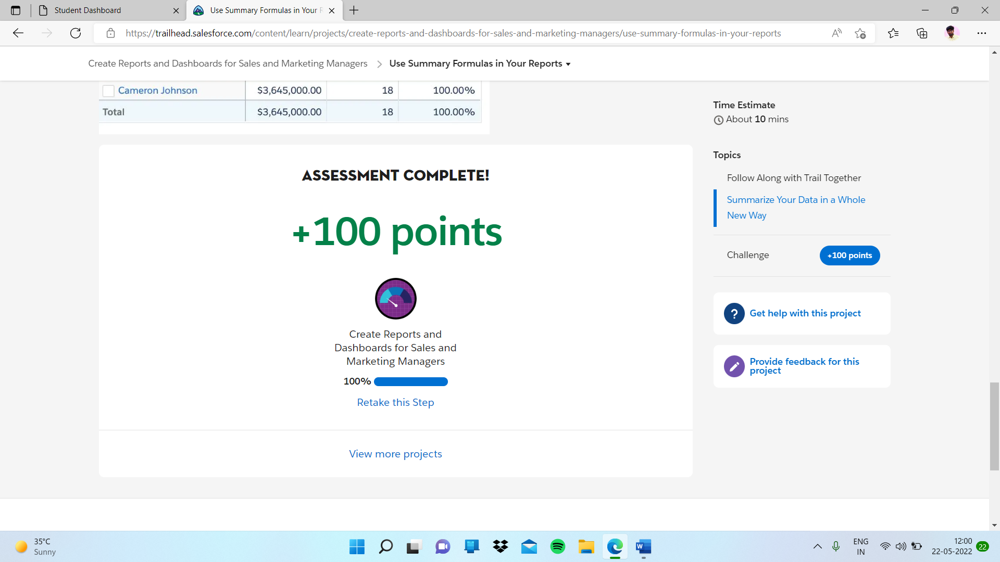 Student Dashboard
Use Summary Formulas in Your R
https://trailhead.salesforce.com/content/learn/projects/create-reports-and-dashboards-for-sales-and-marketing-managers/use-summary-formulas-in-your-reports
Create Reports and Dashboards for Sales and Marketing Managers
Use Summary Formulas in Your Reports
Cameron Johnson $3,645,000.00 18 100.00%
Total $3,645,000.00 18 100.00%
ASSESSMENT COMPLETE!
+100 points
Create Reports and
Dashboards for Sales and
Marketing Managers
100%
Retake this Step
View more projects
Time Estimate
About 10 mins
Topics
Follow Along with Trail Together
Summarize Your Data in a Whole
New Way
Challenge +100 points
? Get help with this project
Provide feedback for this
project
35°C
Sunny
W
ENG
IN
12:00
22-05-2022
22